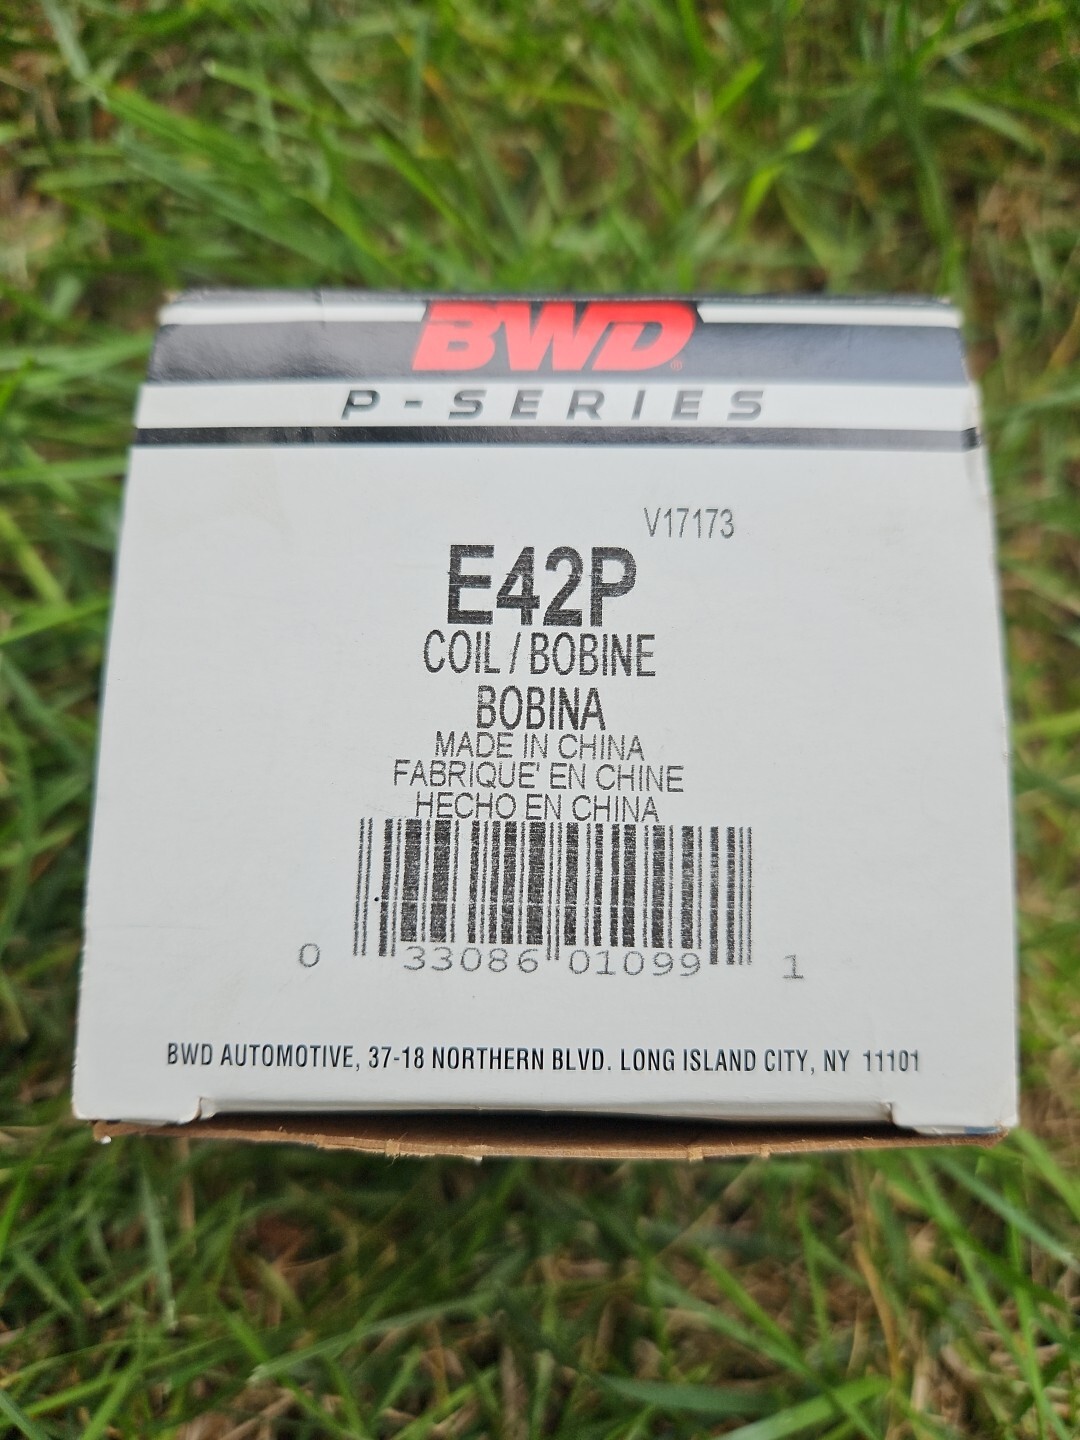 BWD®
P-SERIES
V17173
E42P
COIL / BOBINE
BOBINA
MADE IN CHINA
FABRIQUE' EN CHINE
HECHO EN CHINA
0 33086 01099 1
BWD AUTOMOTIVE, 37-18 NORTHERN BLVD. LONG ISLAND CITY, NY 11101